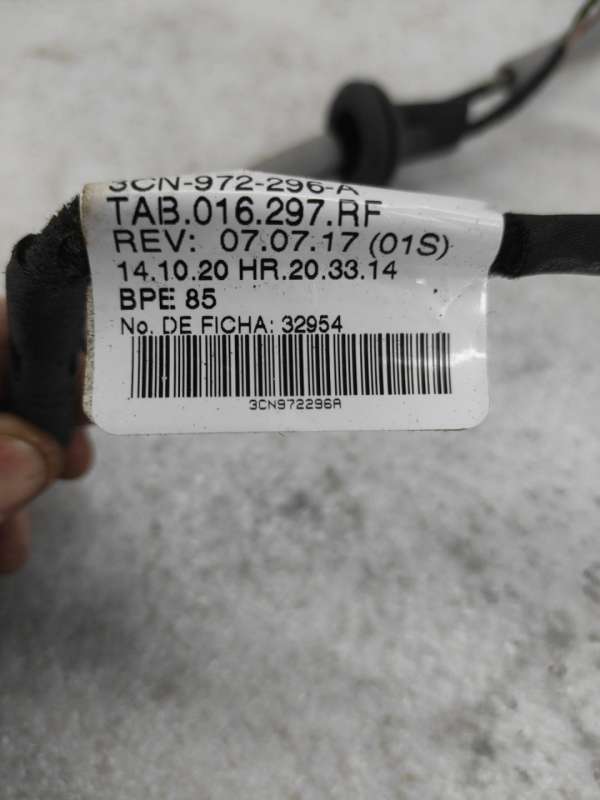 3CN-972-296-A
TAB.016.297.RF
REV: 07.07.17 (01S)
14.10.20 HR.20.33.14
BPE 85
No. DE FICHA: 32954
3CN972296A